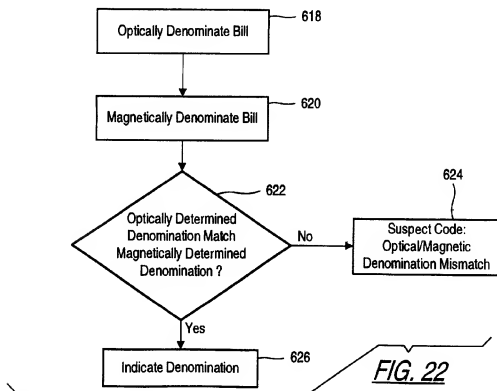 Optically Denominate Bill
618
Magnetically Denominate Bill
620
622
Optically Determined
Denomination Match
Magnetically Determined
Denomination ?
No
624
Suspect Code:
Optical/Magnetic
Denomination Mismatch
Yes
Indicate Denomination
626
FIG. 22